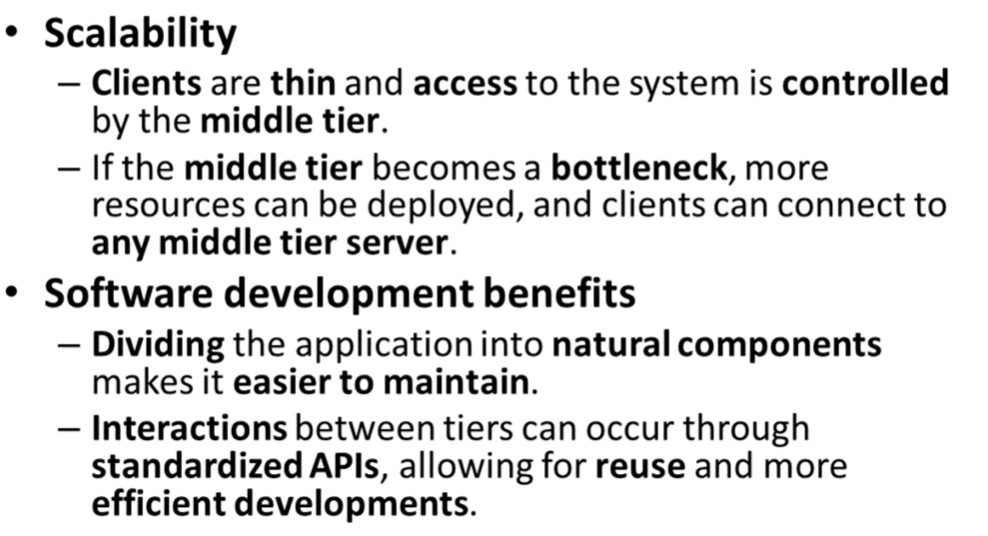 • Scalability
– Clients are thin and access to the system is controlled
by the middle tier.
– If the middle tier becomes a bottleneck, more
resources can be deployed, and clients can connect to
any middle tier server.
• Software development benefits
– Dividing the application into natural components
makes it easier to maintain.
– Interactions between tiers can occur through
standardized APIs, allowing for reuse and more
efficient developments.